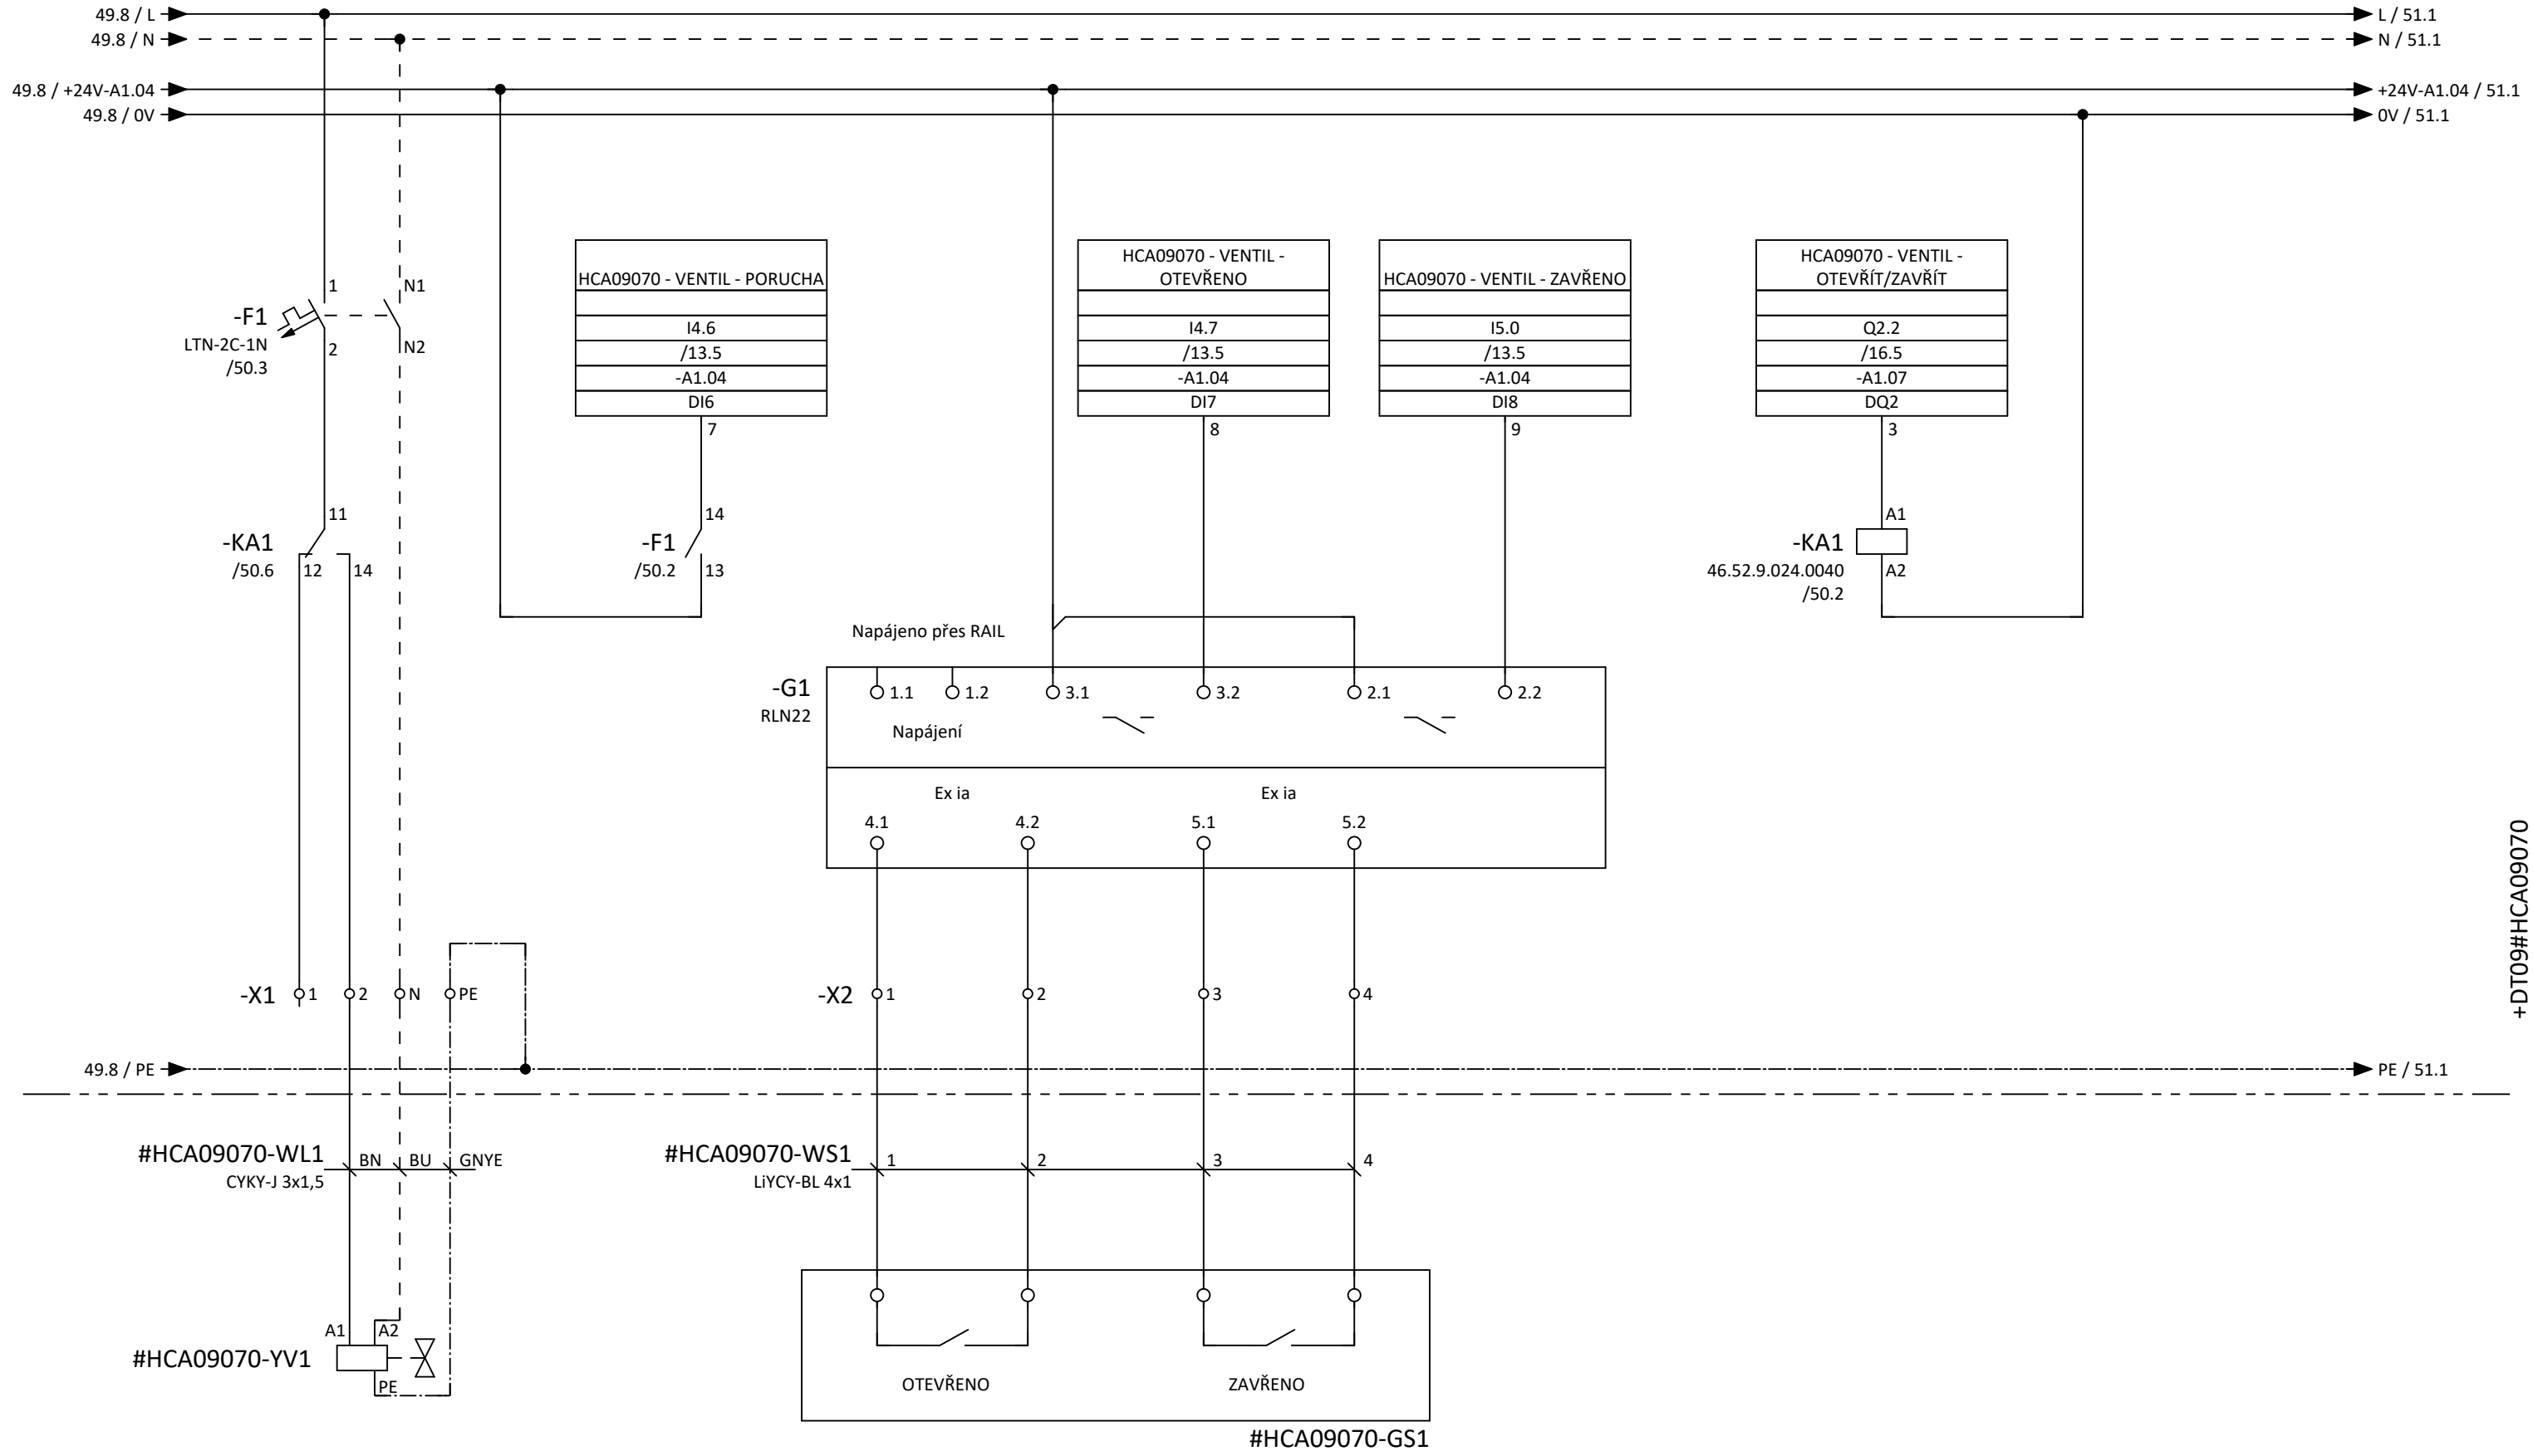 49.8 / L
L / 51.1
49.8 / N
N / 51.1
49.8 / +24V-A1.04
+24V-A1.04 / 51.1
49.8 / 0V
0V / 51.1
HCA09070 - VENTIL - PORUCHA
I4.6
/13.5
-A1.04
DI6
7
HCA09070 - VENTIL -
OTEVŘENO
I4.7
/13.5
-A1.04
DI7
8
HCA09070 - VENTIL - ZAVŘENO
I5.0
/13.5
-A1.04
DI8
9
HCA09070 - VENTIL -
OTEVŘÍT/ZAVŘÍT
Q2.2
/16.5
-A1.07
DQ2
3
1
N1
-F1
LTN-2C-1N
/50.3
2
N2
11
-KA1
/50.6
12
14
14
-F1
/50.2
13
A1
-KA1
46.52.9.024.0040
/50.2
A2
Napájeno přes RAIL
-G1
RLN22
1.1
1.2
3.1
3.2
2.1
2.2
Napájení
Ex ia
Ex ia
4.1
4.2
5.1
5.2
+DT09#HCA09070
-X1
1
2
N
PE
-X2
1
2
3
4
49.8 / PE
PE / 51.1
#HCA09070-WL1
CYKY-J 3x1,5
BN
BU
GNYE
#HCA09070-WS1
LiYCY-BL 4x1
1
2
3
4
A1
A2
#HCA09070-YV1
PE
OTEVŘENO
ZAVŘENO
#HCA09070-GS1